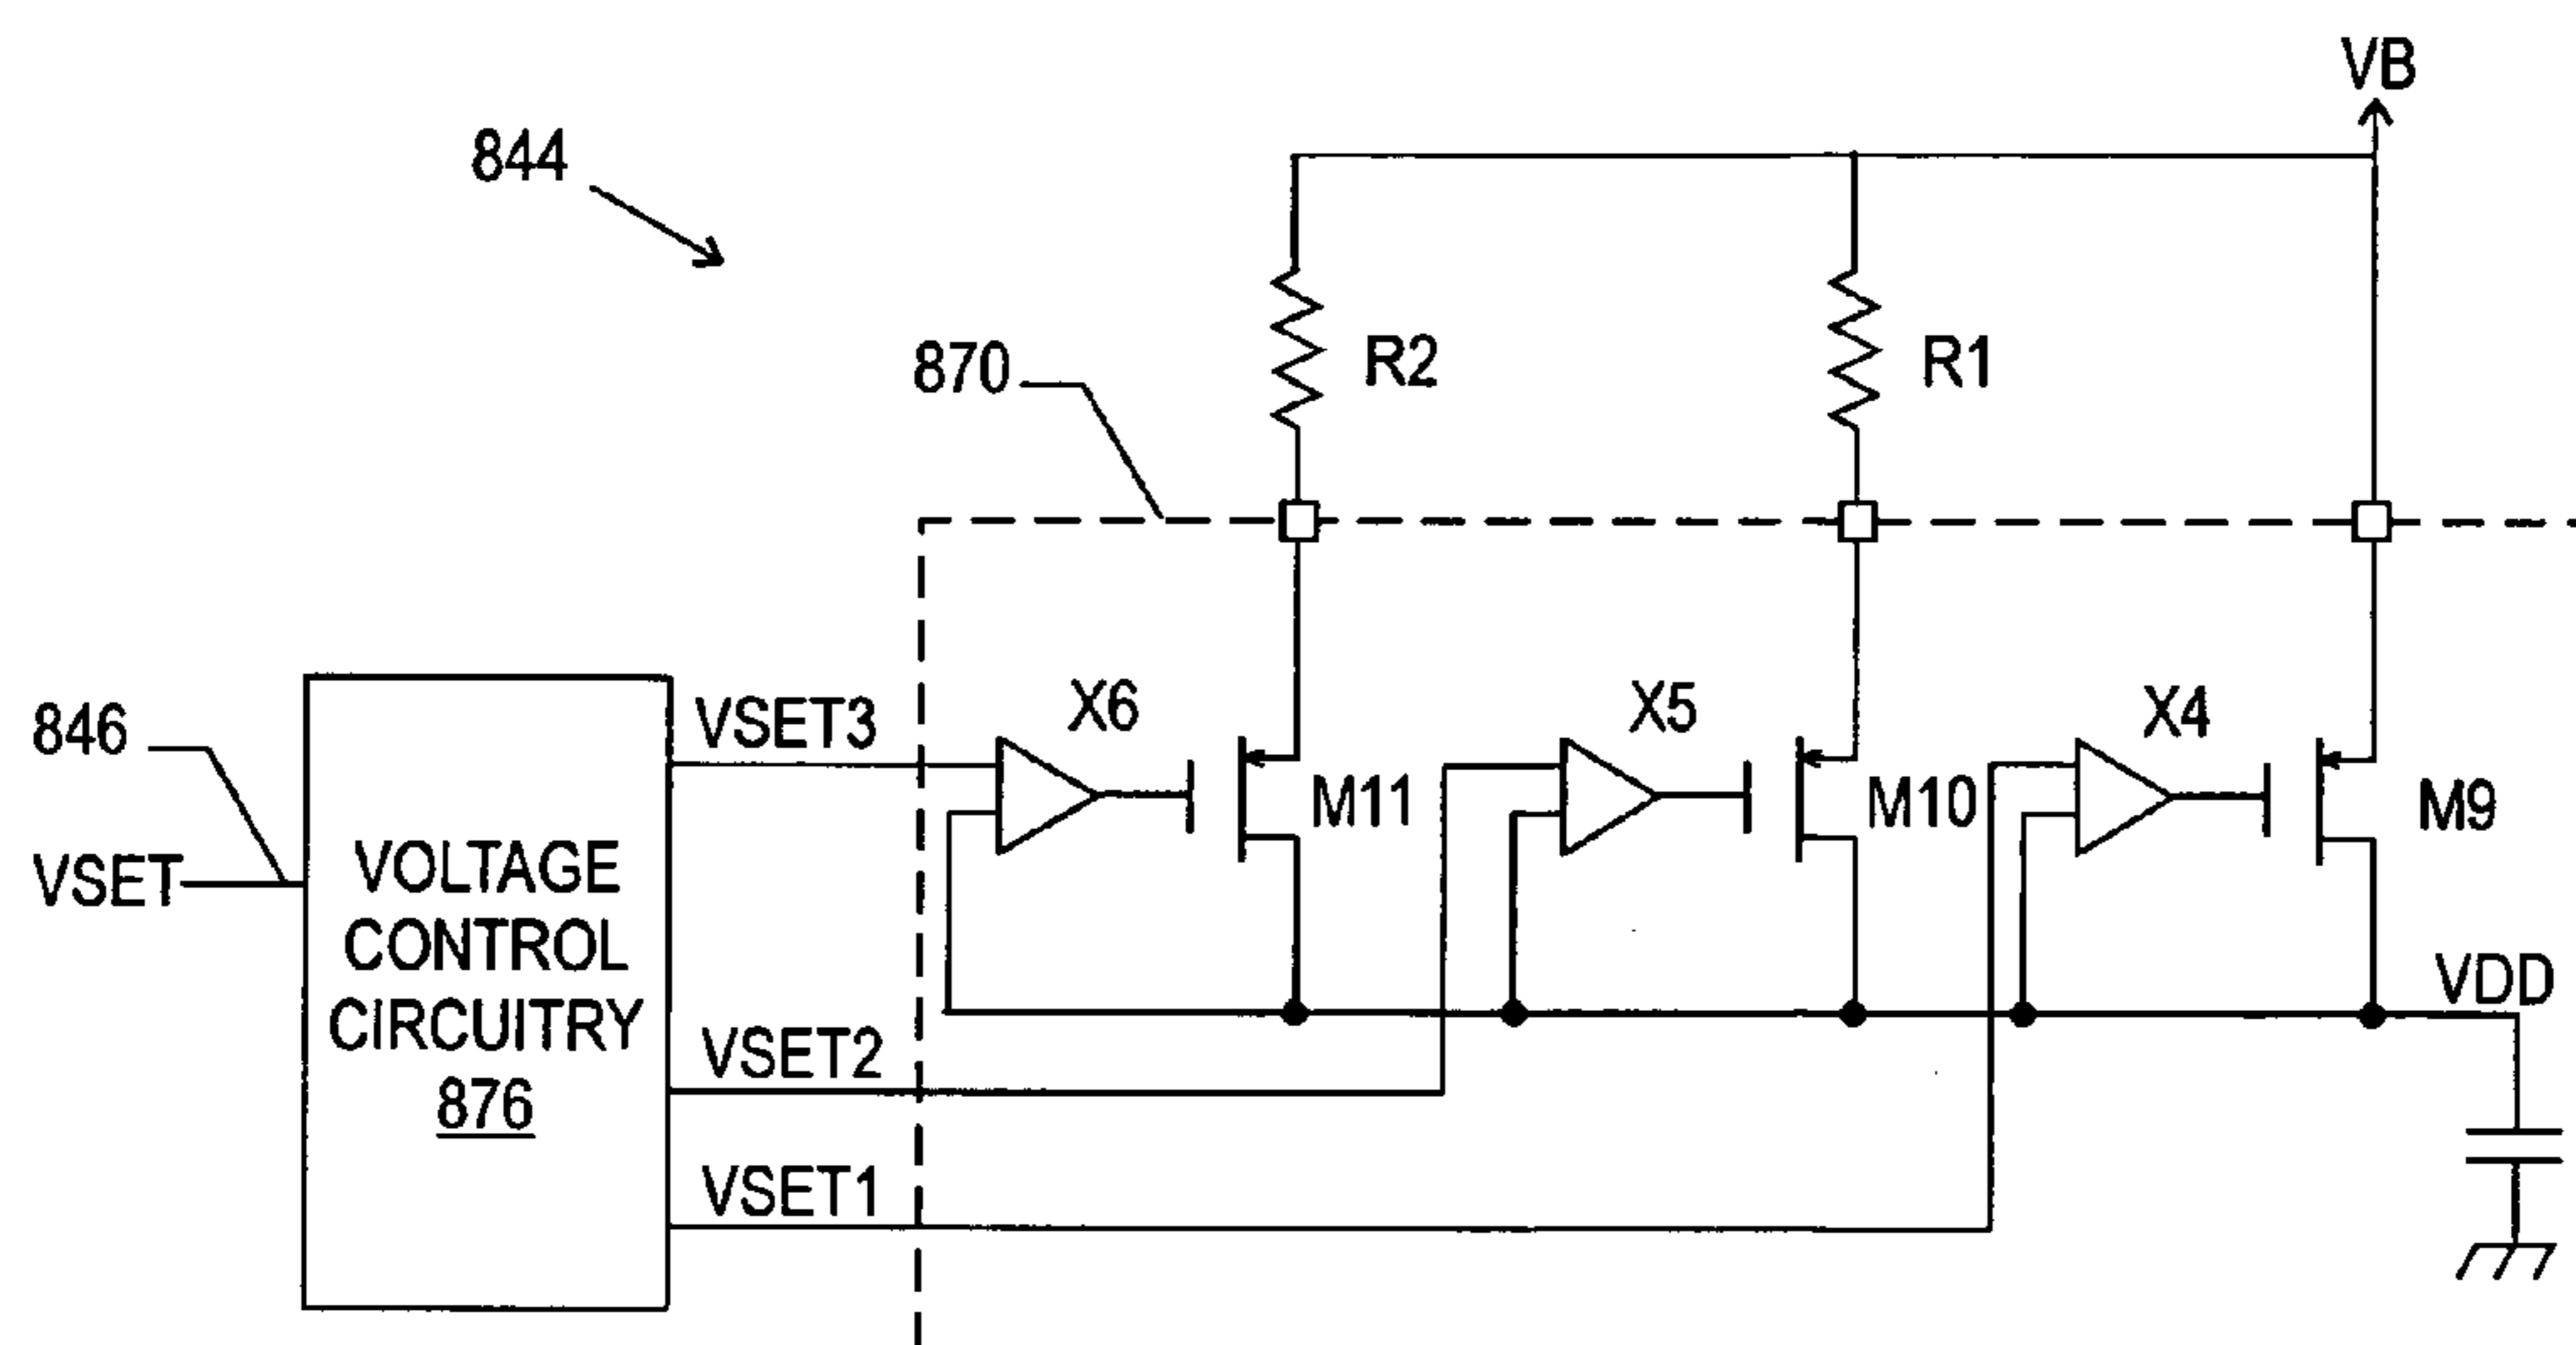 VB
844
870
R2
R1
846
VSET
VOLTAGE
CONTROL
CIRCUITRY
876
VSET3
VSET2
VSET1
X6
M11
X5
M10
X4
M9
VDD